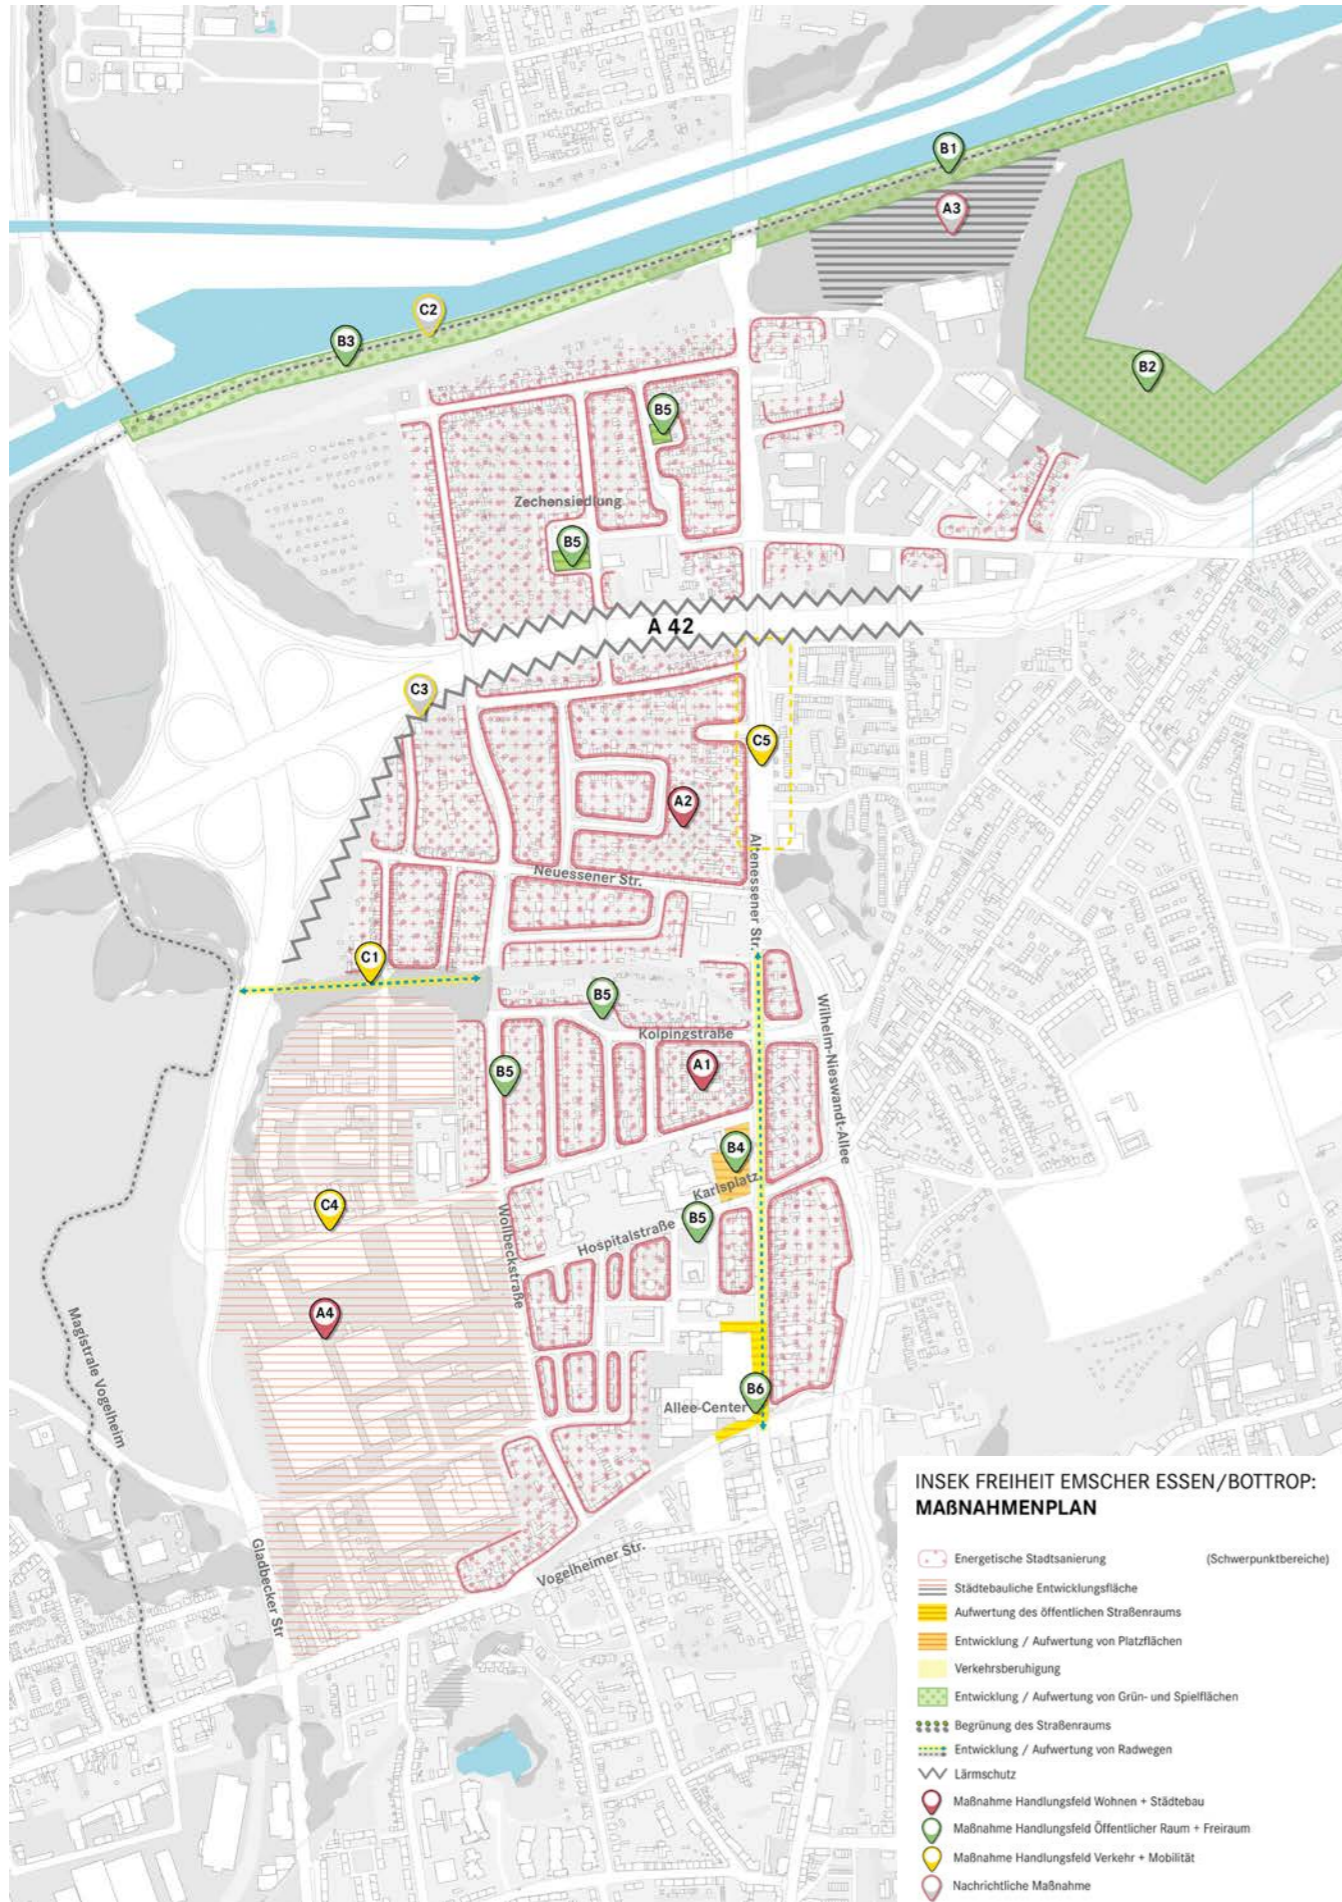 B1
A3
C2
B3
B2
B5
Zechensiedlung
B5
A 42
C3
C5
A2
Altenessener Str.
Neuessener Str.
C1
B5
Kolpingstraße
Wilhelm-Nieswandt-Allee
B5
A1
B4
Karlsplatz
C4
B5
Wollbeckstraße
Hospitalstraße
A4
Magistrale Vogelheim
B6
Allee-Center
Gladbecker Str
Vogelheimer Str.
INSEK FREIHEIT EMSCHER ESSEN/BOTTROP:
MAßNAHMENPLAN
Energetische Stadtsanierung (Schwerpunktbereiche)
Städtebauliche Entwicklungsfläche
Aufwertung des öffentlichen Straßenraums
Entwicklung / Aufwertung von Platzflächen
Verkehrsberuhigung
Entwicklung / Aufwertung von Grün- und Spielflächen
Begrünung des Straßenraums
Entwicklung / Aufwertung von Radwegen
Lärmschutz
Maßnahme Handlungsfeld Wohnen + Städtebau
Maßnahme Handlungsfeld Öffentlicher Raum + Freiraum
Maßnahme Handlungsfeld Verkehr + Mobilität
Nachrichtliche Maßnahme